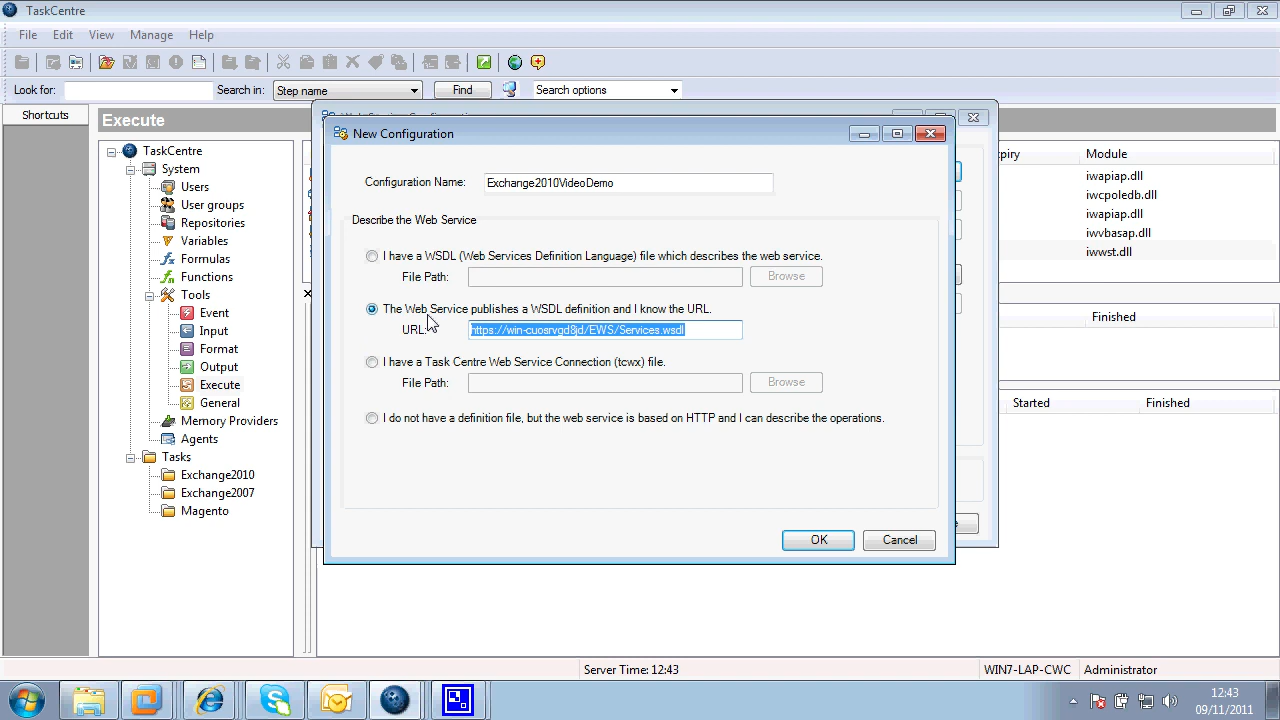 TaskCentre
File Edit View Manage Help
Look for: Search in: Step name Find Search options
Shortcuts
Execute
TaskCentre
System
Users
User groups
Repositories
Variables
Formulas
Functions
Tools
Event
Input
Format
Output
Execute
General
Memory Providers
Agents
Tasks
Exchange2010
Exchange2007
Magento
New Configuration
Configuration Name: Exchange2010VideoDemo
Describe the Web Service
I have a WSDL (Web Services Definition Language) file which describes the web service.
File Path: Browse
The Web Service publishes a WSDL definition and I know the URL.
URL: https://win-cuosrvgd8jd/EWS/Services.wsdl
I have a Task Centre Web Service Connection (tcwx) file.
File Path: Browse
I do not have a definition file, but the web service is based on HTTP and I can describe the operations.
OK Cancel
Module
iwapiap.dll
iwcpoledb.dll
iwapiap.dll
iwvbasap.dll
iwwst.dll
Finished
Started Finished
Server Time: 12:43 WIN7-LAP-CWC Administrator
12:43
09/11/2011